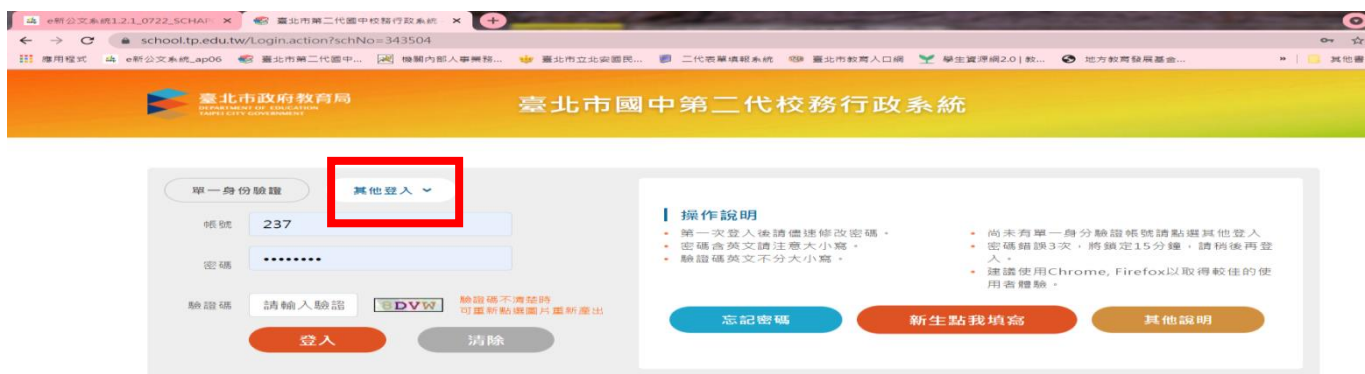 e新公文系統1.2.1_0722_SCHAP
臺北市第二代國中校務行政系統
school.tp.edu.tw/Login.action?schNo=343504
應用程式
e新公文系統_ap06
臺北市第二代國中...
機關內部人事業務...
臺北市立北安國民...
二代表單填報系統
臺北市教育入口網
學生資源網2.0 | 教...
地方教育發展基金...
»
其他書
臺北市政府教育局
DEPARTMENT OF EDUCATION
TAIPEI CITY GOVERNMENT
臺北市國中第二代校務行政系統
單一身份驗證
其他登入
帳號
237
密碼
••••••••
驗證碼
請輸入驗證
8DVW
驗證碼不清楚時
可重新點選圖片重新產出
登入
清除
操作說明
• 第一次登入後請儘速修改密碼。
• 密碼含英文請注意大小寫。
• 驗證碼英文不分大小寫。
• 尚未有單一身分驗證帳號請點選其他登入
• 密碼錯誤3次，將鎖定15分鐘，請稍後再登
入。
• 建議使用Chrome, Firefox以取得較佳的使
用者體驗。
忘記密碼
新生點我填寫
其他說明